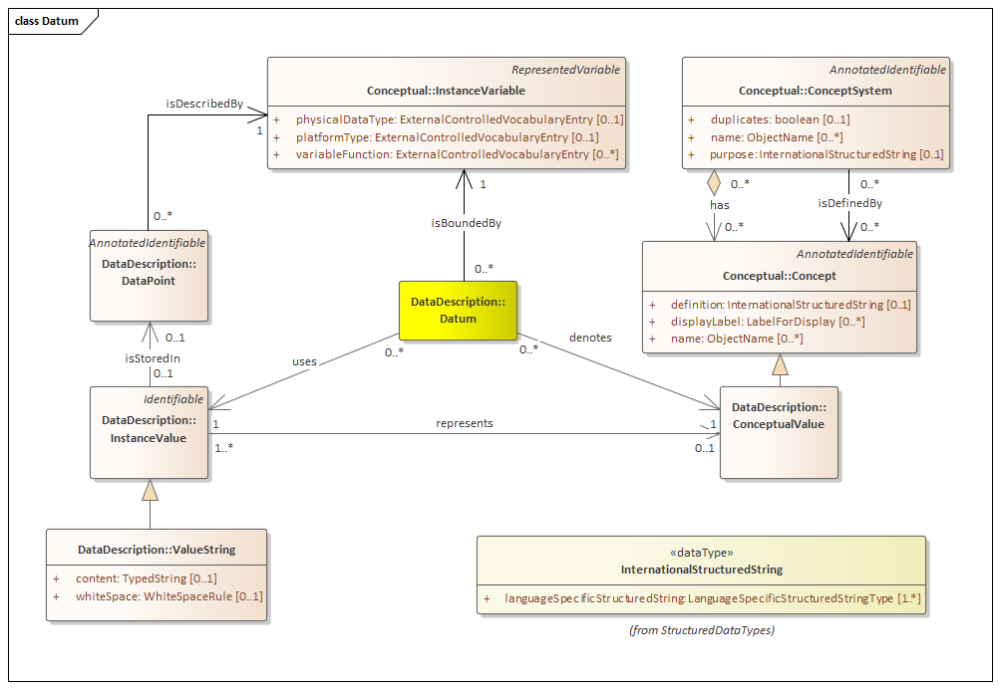 class Datum
RepresentedVariable
Conceptual::InstanceVariable
+ physicalDataType: ExternalControlledVocabularyEntry [0..1]
+ platformType: ExternalControlledVocabularyEntry [0..1]
+ variableFunction: ExternalControlledVocabularyEntry [0..*]
AnnotatedIdentifiable
Conceptual::ConceptSystem
+ duplicates: boolean [0..1]
+ name: ObjectName [0..*]
+ purpose: InternationalStructuredString [0..1]
isDescribedBy
1
0..*
1
isBoundedBy
0..*
0..*
has
0..*
0..*
isDefinedBy
0..*
AnnotatedIdentifiable
DataDescription::
DataPoint
AnnotatedIdentifiable
Conceptual::Concept
+ definition: InternationalStructuredString [0..1]
+ displayLabel: LabelForDisplay [0..*]
+ name: ObjectName [0..*]
DataDescription::
Datum
0..1
isStoredIn
0..1
0..*
uses
1
0..*
denotes
1
Identifiable
DataDescription::
InstanceValue
DataDescription::
ConceptualValue
1..*
represents
0..1
DataDescription::ValueString
+ content: TypedString [0..1]
+ whiteSpace: WhiteSpaceRule [0..1]
«dataType»
InternationalStructuredString
+ languageSpecificStructuredString: LanguageSpecificStructuredStringType [1..*]
(from StructuredDataTypes)